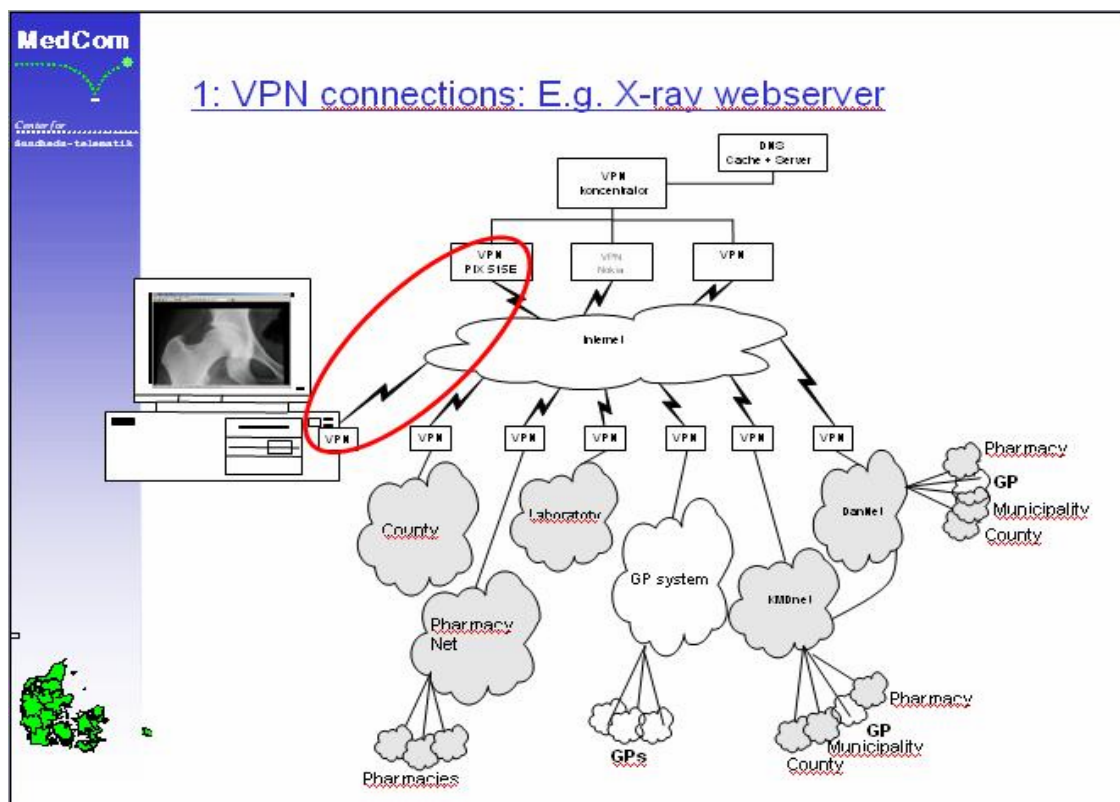 MedCom
Center for
Sundheds-telematik
1: VPN connections: E.g. X-ray webserver
DNS
Cache + Server
VPN
koncentrator
VPN
PIX 515E
VPN
Nokia
VPN
Internet
VPN
VPN
VPN
VPN
VPN
VPN
VPN
County
Pharmacy
Net
Laboratory
GP system
KMDnet
DanNet
Pharmacy
GP
Municipality
County
Pharmacies
GPs
Pharmacy
GP
Municipality
County